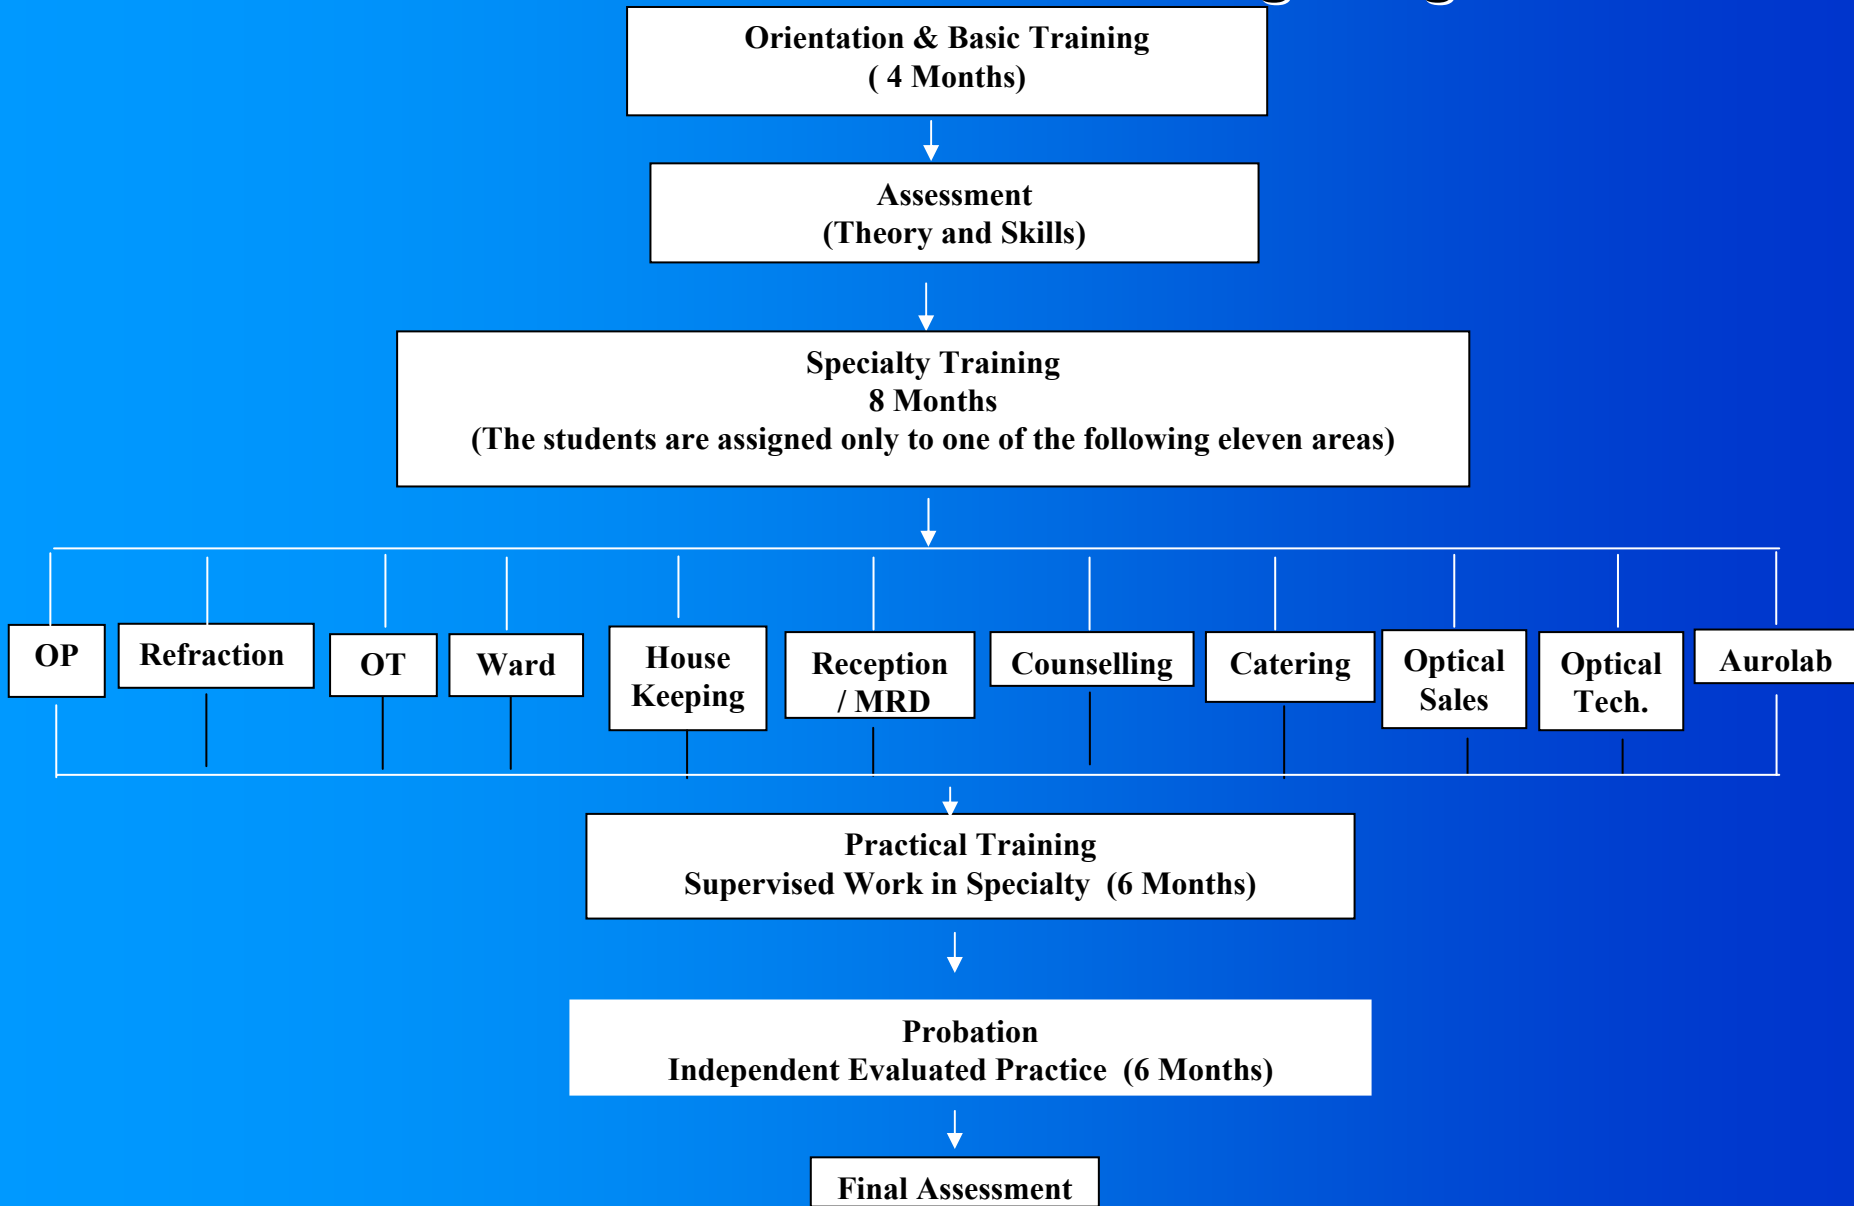 Orientation & Basic Training
( 4 Months)
Assessment
(Theory and Skills)
Specialty Training
8 Months
(The students are assigned only to one of the following eleven areas)
OP
Refraction
OT
Ward
House
Keeping
Reception
/ MRD
Counselling
Catering
Optical
Sales
Optical
Tech.
Aurolab
Practical Training
Supervised Work in Specialty (6 Months)
Probation
Independent Evaluated Practice (6 Months)
Final Assessment